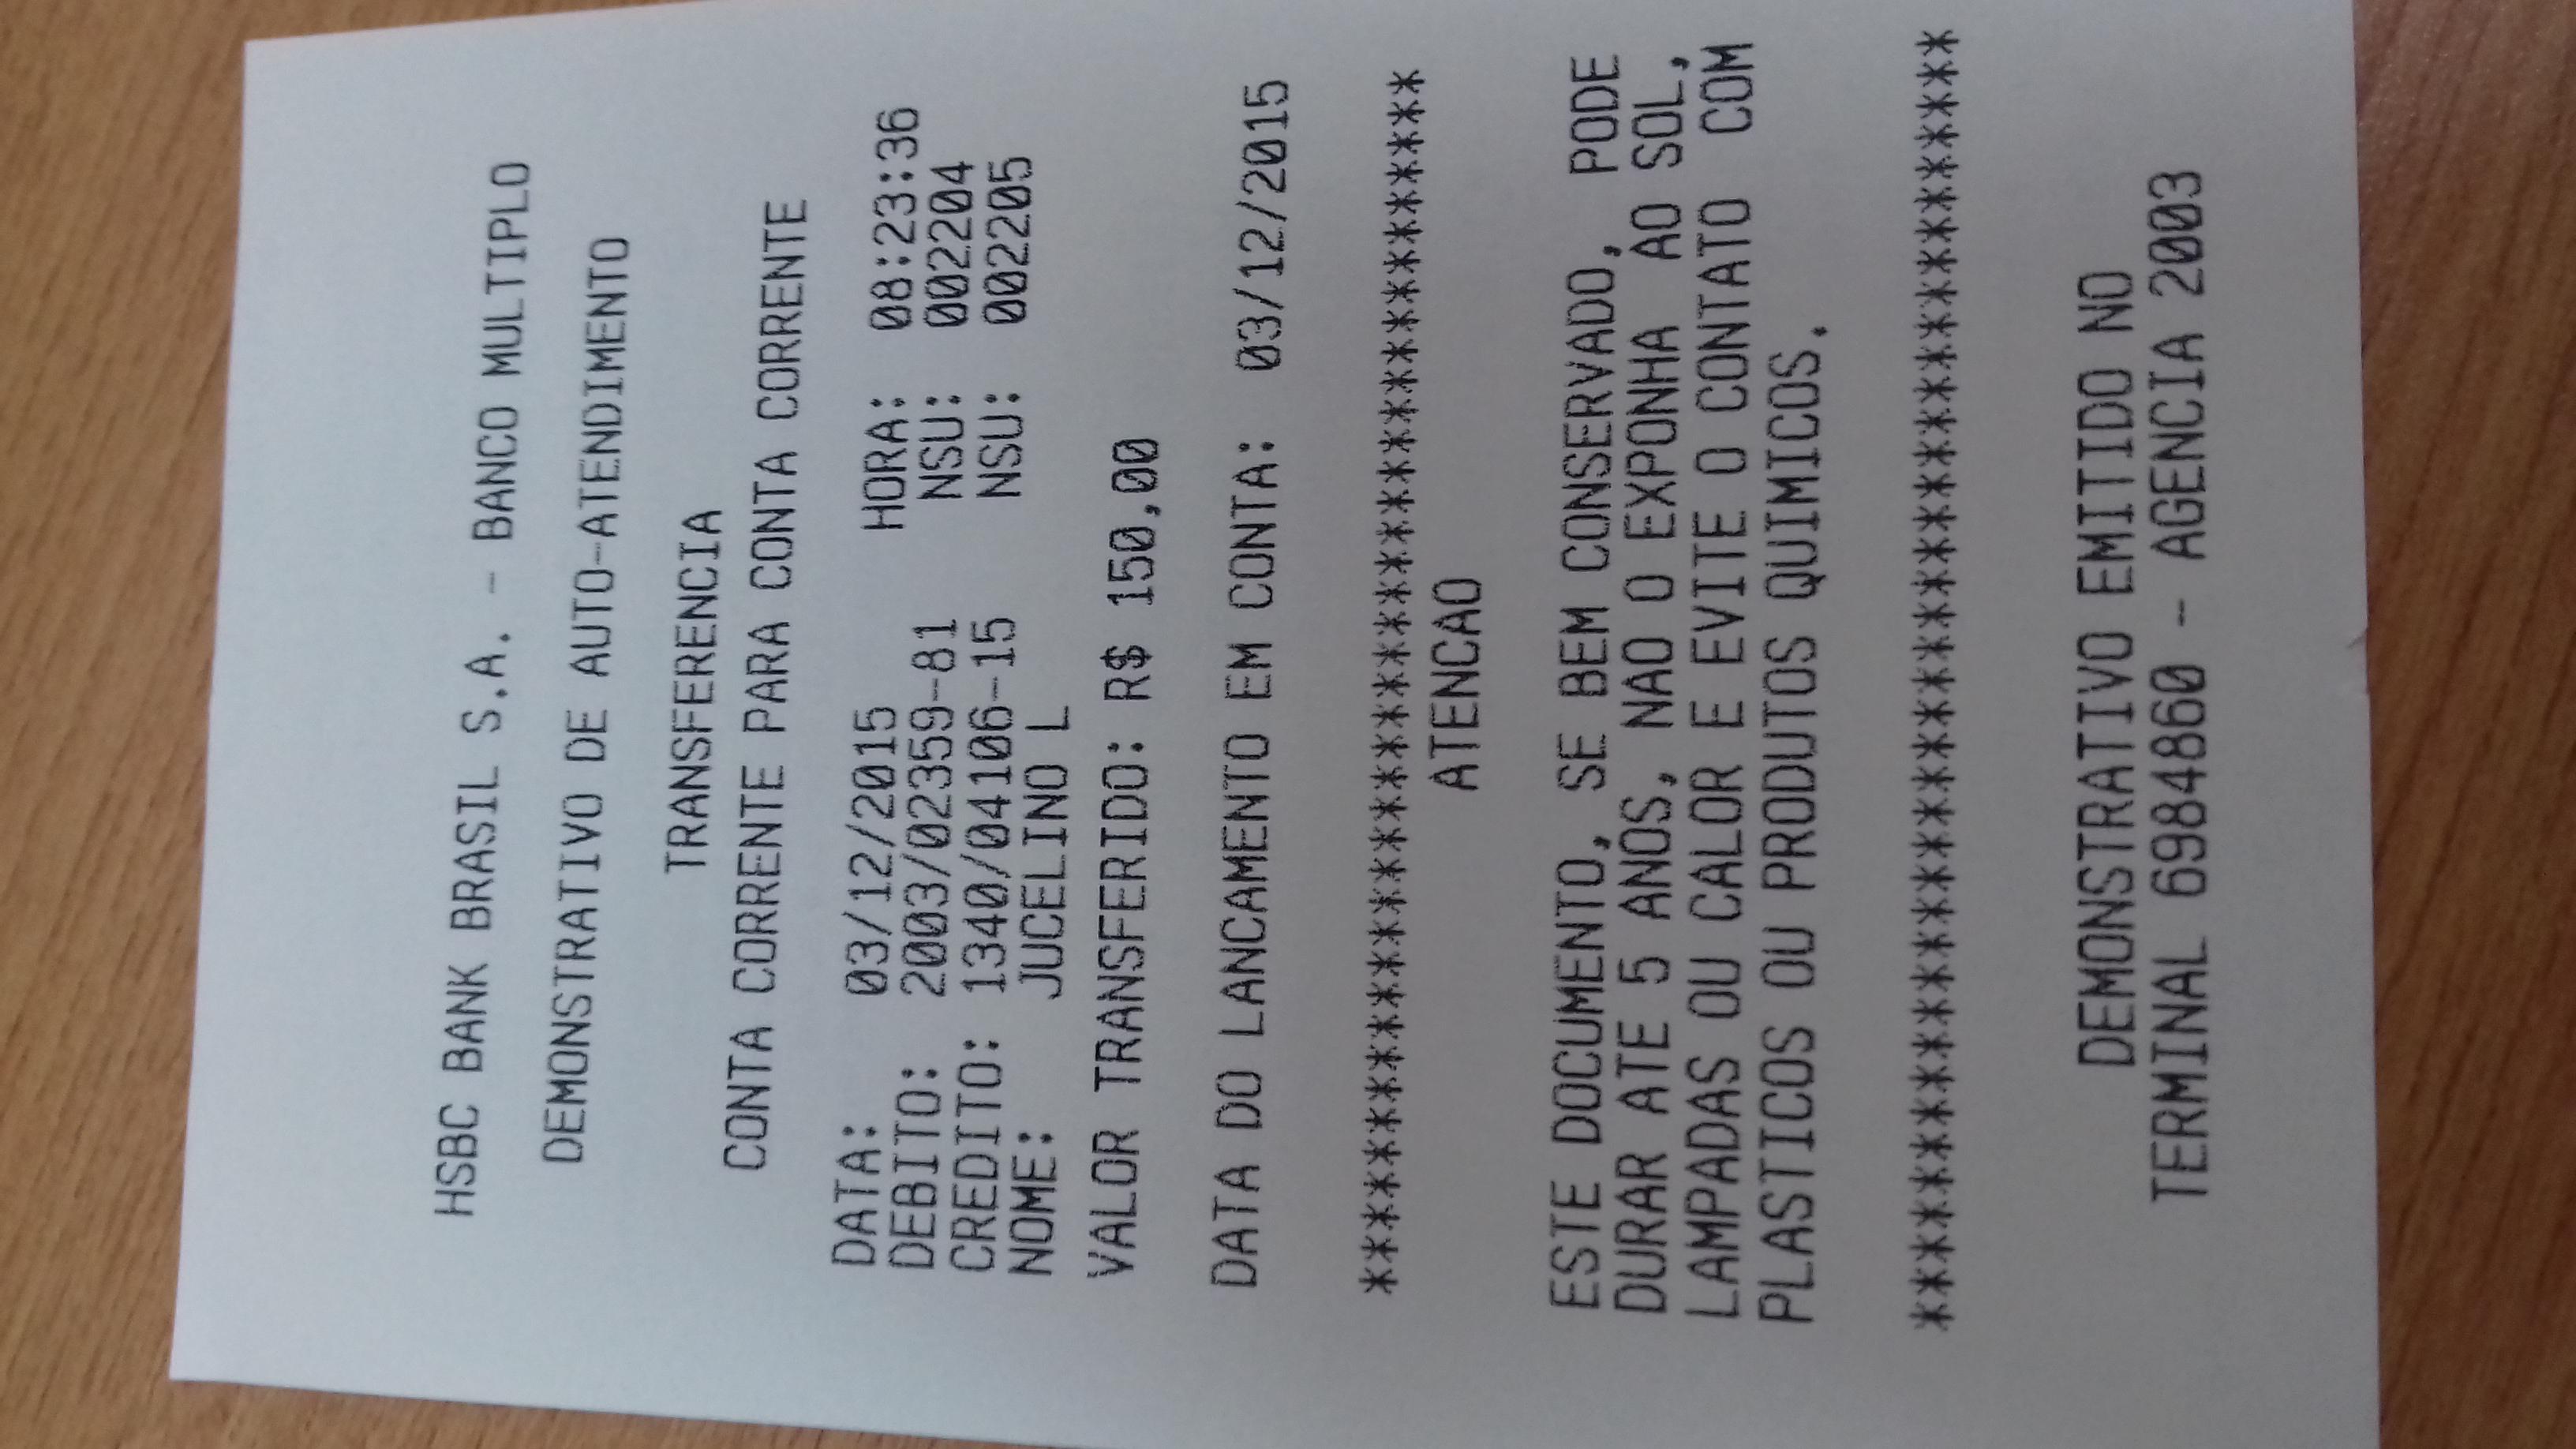 HSBC BANK BRASIL S.A. - BANCO MULTIPLO
DEMONSTRATIVO DE AUTO-ATENDIMENTO
TRANSFERENCIA
CONTA CORRENTE PARA CONTA CORRENTE
DATA: 03/12/2015 HORA: 08:23:36
DEBITO: 2003/02359-81 NSU: 002204
CREDITO: 1340/04106-15 NSU: 002205
NOME: JUCELINO L
VALOR TRANSFERIDO: R$ 150,00
DATA DO LANCAMENTO EM CONTA: 03/12/2015
****************************************
ATENCAO
ESTE DOCUMENTO, SE BEM CONSERVADO, PODE
DURAR ATE 5 ANOS, NAO O EXPONHA AO SOL,
LAMPADAS OU CALOR E EVITE O CONTATO COM
PLASTICOS OU PRODUTOS QUIMICOS.
****************************************
DEMONSTRATIVO EMITIDO NO
TERMINAL 6984860 - AGENCIA 2003